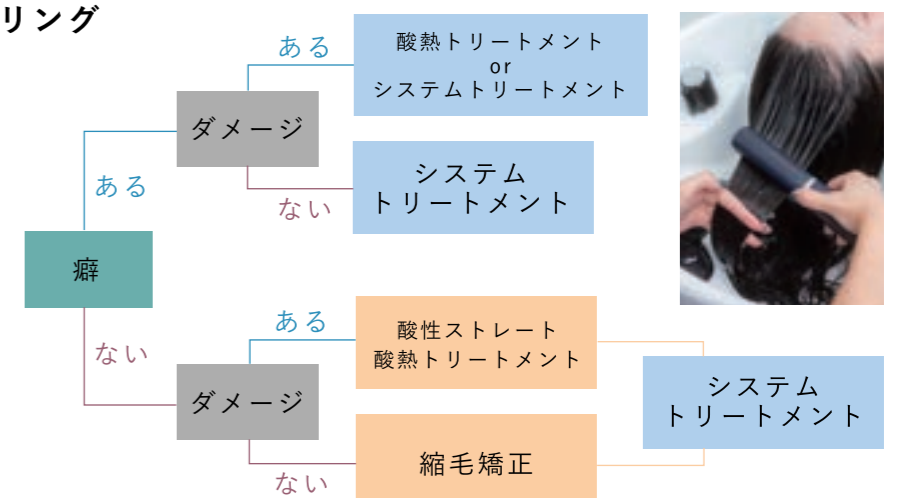 リング
ある
酸熱トリートメント
or
システムトリートメント
ダメージ
ある
ない
システム
トリートメント
癖
ない
ある
酸性ストレート
酸熱トリートメント
ダメージ
システム
トリートメント
ない
縮毛矯正